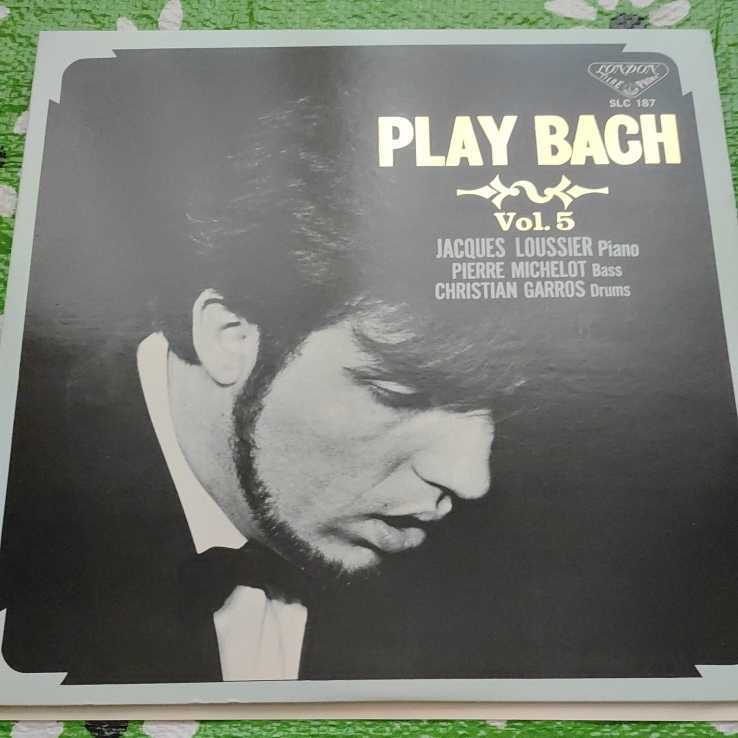 LONDON
SLC 187
PLAY BACH
Vol. 5
JACQUES LOUSSIER Piano
PIERRE MICHELOT Bass
CHRISTIAN GARROS Drums